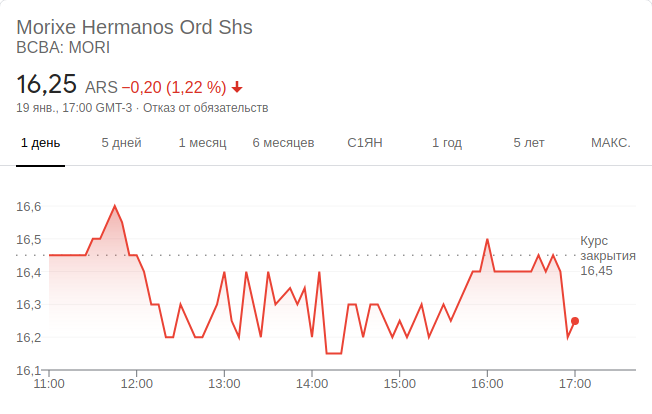 Morixe Hermanos Ord Shs
BCBA: MORI
16,25 ARS −0,20 (1,22 %)
19 янв., 17:00 GMT-3 · Отказ от обязательств
1 день 5 дней 1 месяц 6 месяцев С1ЯН 1 год 5 лет МАКС.
16,6
16,5
16,4
16,3
16,2
16,1
Курс
закрытия
16,45
11:00 12:00 13:00 14:00 15:00 16:00 17:00